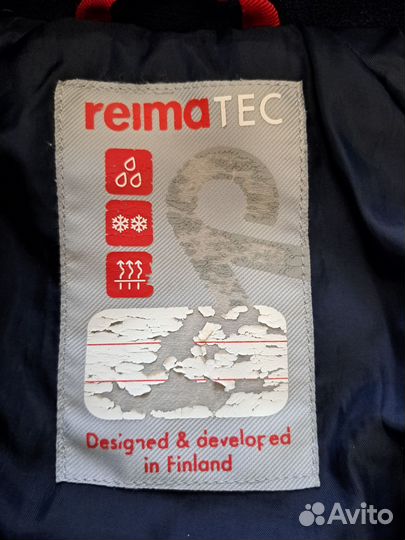 reimaTEC
Designed & developed
in Finland
Avito